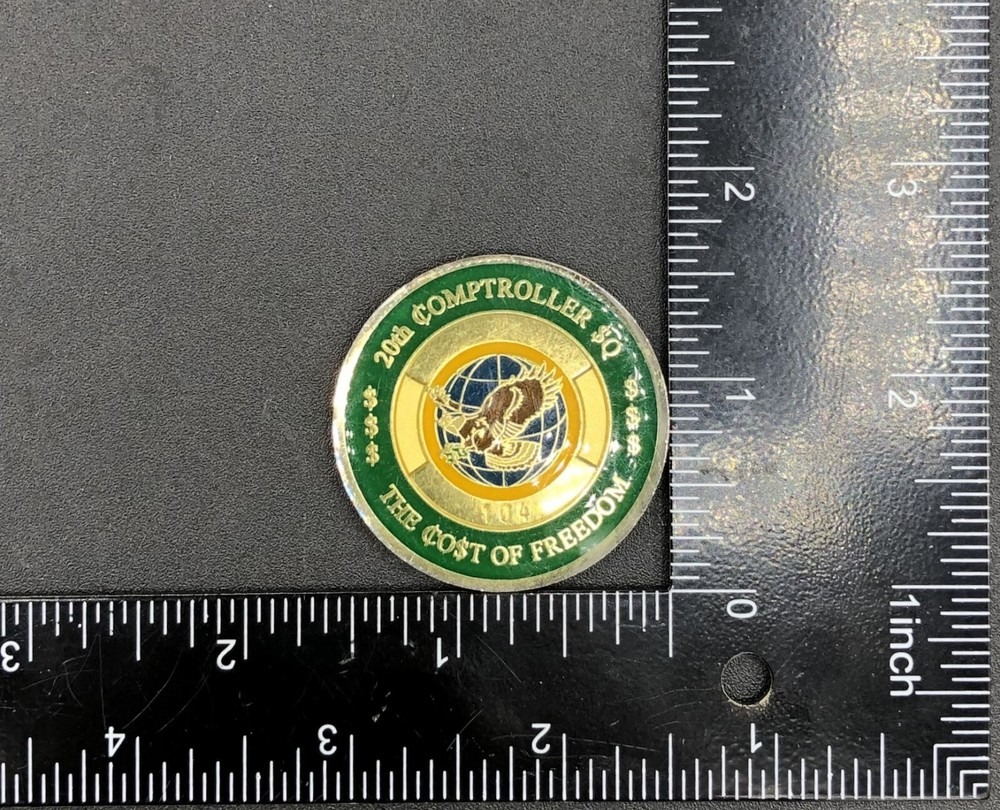 20th ₵OMPTROLLER $Q
$ $ $ $
$ $ $ $
104
THE ₵O$T OF FREEDOM
2
1
0
3
2
1 inch
3
2
1
4
3
2
1